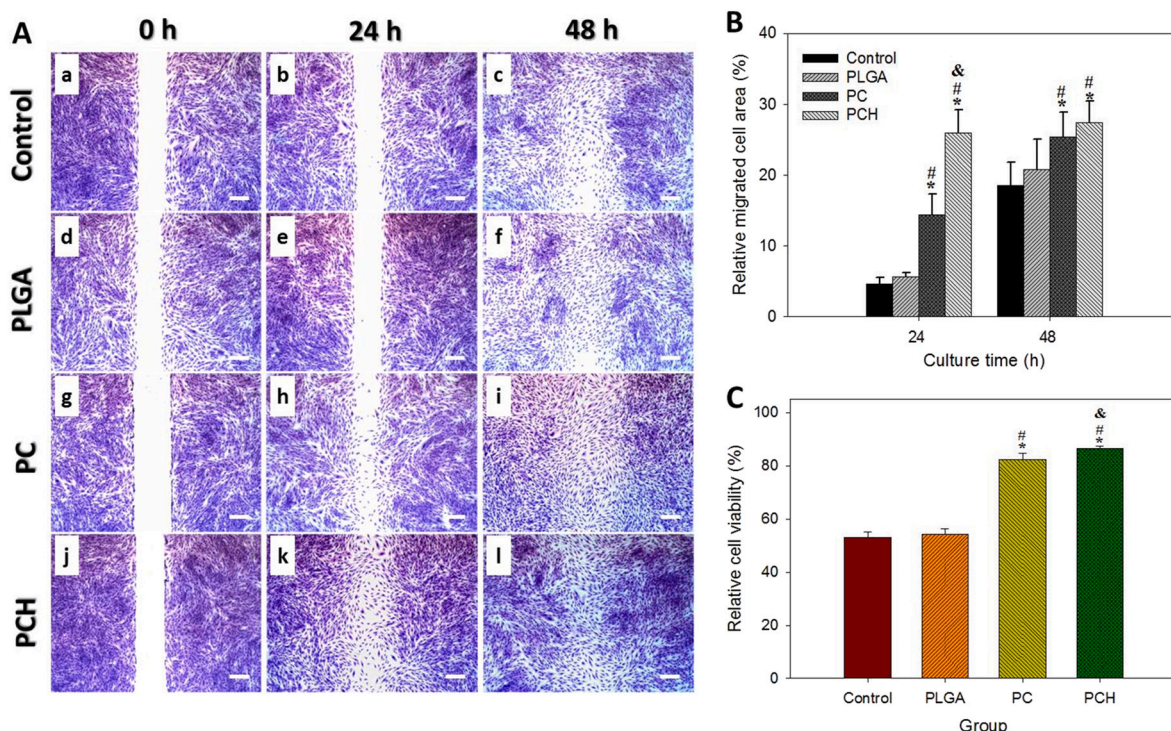 A
0 h 24 h 48 h
Control
a b c
PLGA
d e f
PC
g h i
PCH
j k l
B
Relative migrated cell area (%)
40
30
20
10
0
Control
PLGA
PC
PCH
#
*
&
#
*
#
*
#
*
24 48
Culture time (h)
C
Relative cell viability (%)
100
80
60
40
20
0
#
*
&
#
*
Control PLGA PC PCH
Group